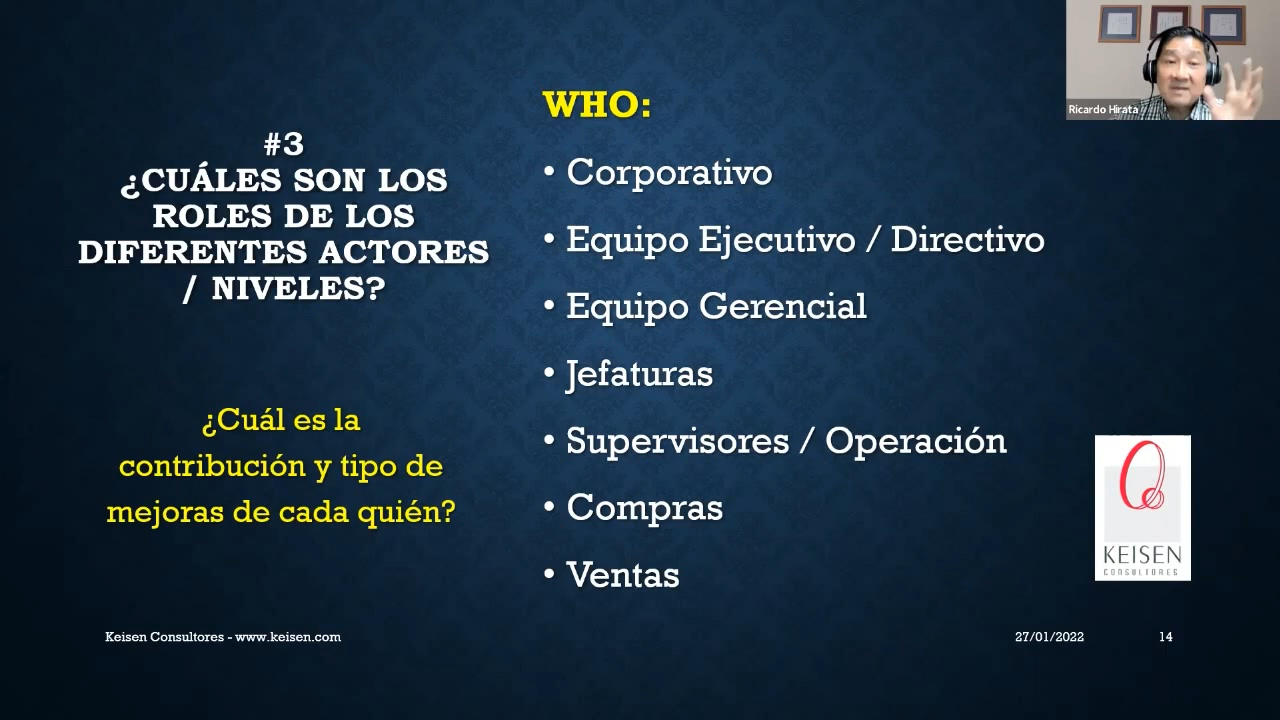 #3
¿CUÁLES SON LOS
ROLES DE LOS
DIFERENTES ACTORES
/ NIVELES?
¿Cuál es la
contribución y tipo de
mejoras de cada quién?
WHO:
• Corporativo
• Equipo Ejecutivo / Directivo
• Equipo Gerencial
• Jefaturas
• Supervisores / Operación
• Compras
• Ventas
Ricardo Hirata
KEISEN
CONSULTORES
Keisen Consultores - www.keisen.com
27/01/2022
14